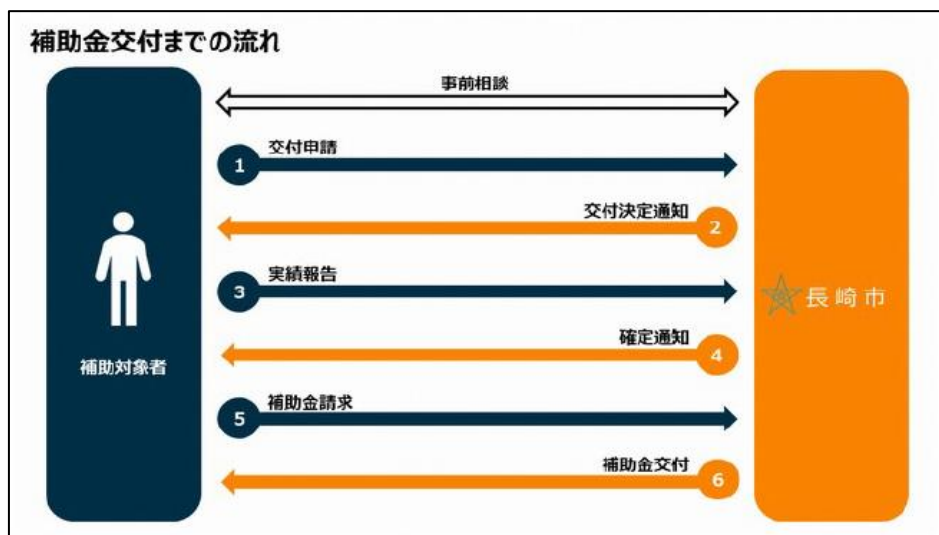 補助金交付までの流れ
事前相談
1 交付申請
交付決定通知 2
3 実績報告
長崎市
確定通知 4
補助対象者
5 補助金請求
補助金交付 6